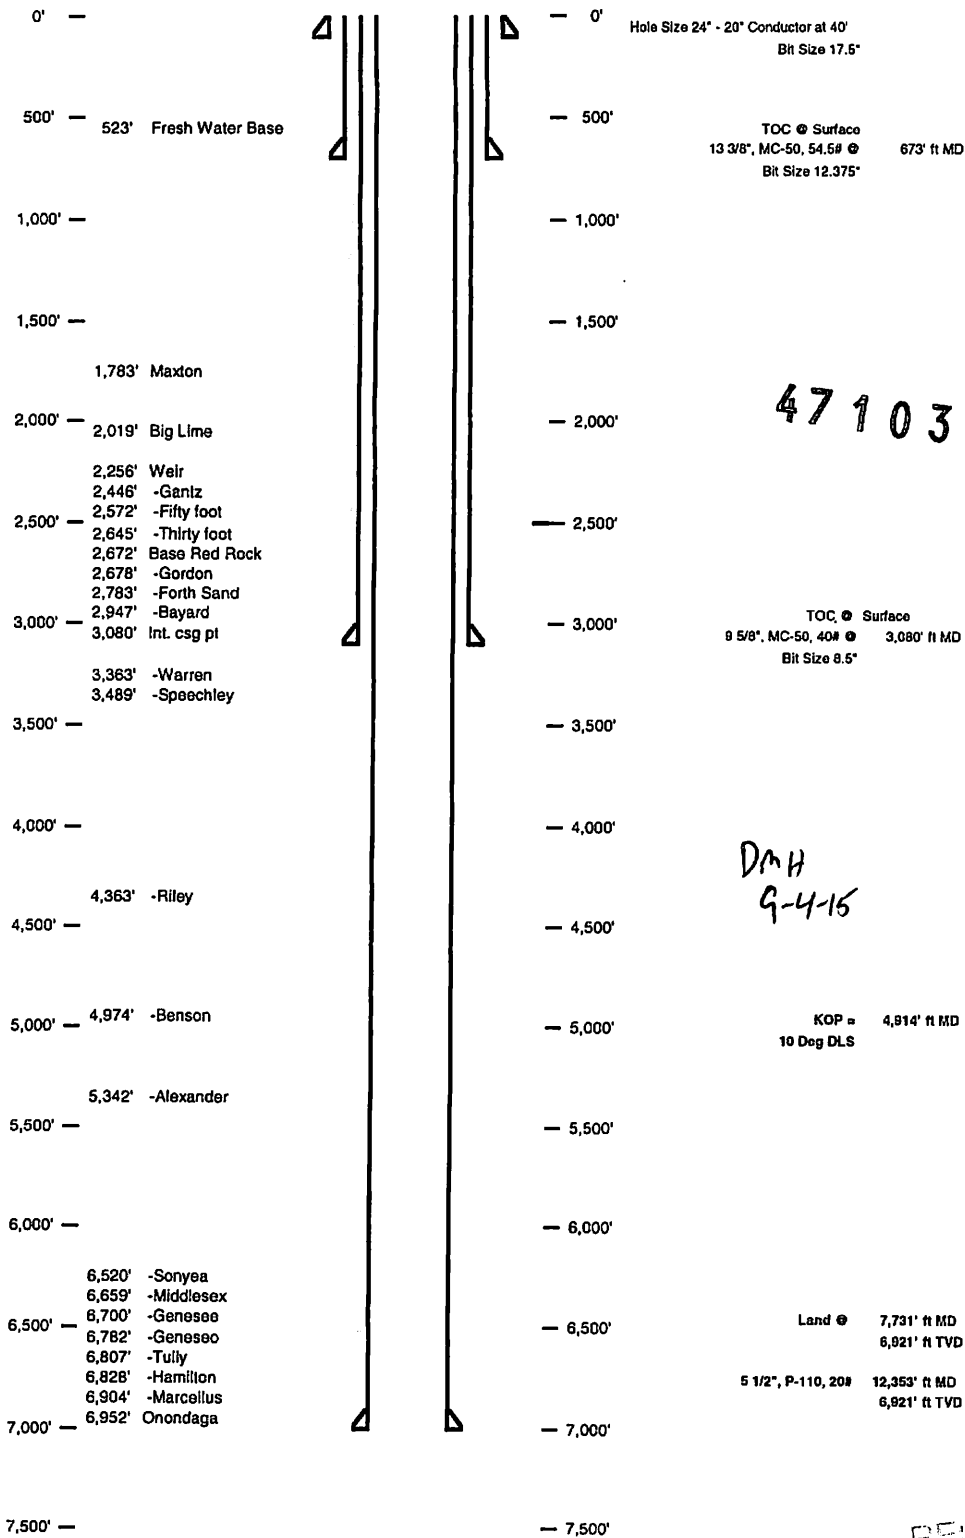 0' — — 0'
Hole Size 24" - 20" Conductor at 40'
Bit Size 17.5"
500' — — 500'
523' Fresh Water Base
TOC @ Surface
13 3/8", MC-50, 54.5# @ 673' ft MD
Bit Size 12.375"
1,000' — — 1,000'
1,500' — — 1,500'
1,783' Maxton
47103
2,000' — — 2,000'
2,019' Big Lime
2,256' Weir
2,446' -Gantz
2,572' -Fifty foot
2,500' — — 2,500'
2,645' -Thirty foot
2,672' Base Red Rock
2,678' -Gordon
2,783' -Forth Sand
2,947' -Bayard
TOC @ Surface
3,000' — — 3,000'
3,080' Int. csg pt
9 5/8", MC-50, 40# @ 3,080' ft MD
Bit Size 8.5"
3,363' -Warren
3,489' -Speechley
3,500' — — 3,500'
4,000' — — 4,000'
DMH
9-4-15
4,363' -Riley
4,500' — — 4,500'
4,974' -Benson
5,000' — — 5,000'
KOP = 4,914' ft MD
10 Deg DLS
5,342' -Alexander
5,500' — — 5,500'
6,000' — — 6,000'
6,520' -Sonyea
6,659' -Middlesex
6,700' -Genesee
Land @ 7,731' ft MD
6,500' — — 6,500'
6,921' ft TVD
6,782' -Geneseo
6,807' -Tully
6,828' -Hamilton
5 1/2", P-110, 20# 12,353' ft MD
6,904' -Marcellus
6,921' ft TVD
6,952' Onondaga
7,000' — — 7,000'
7,500' — — 7,500'